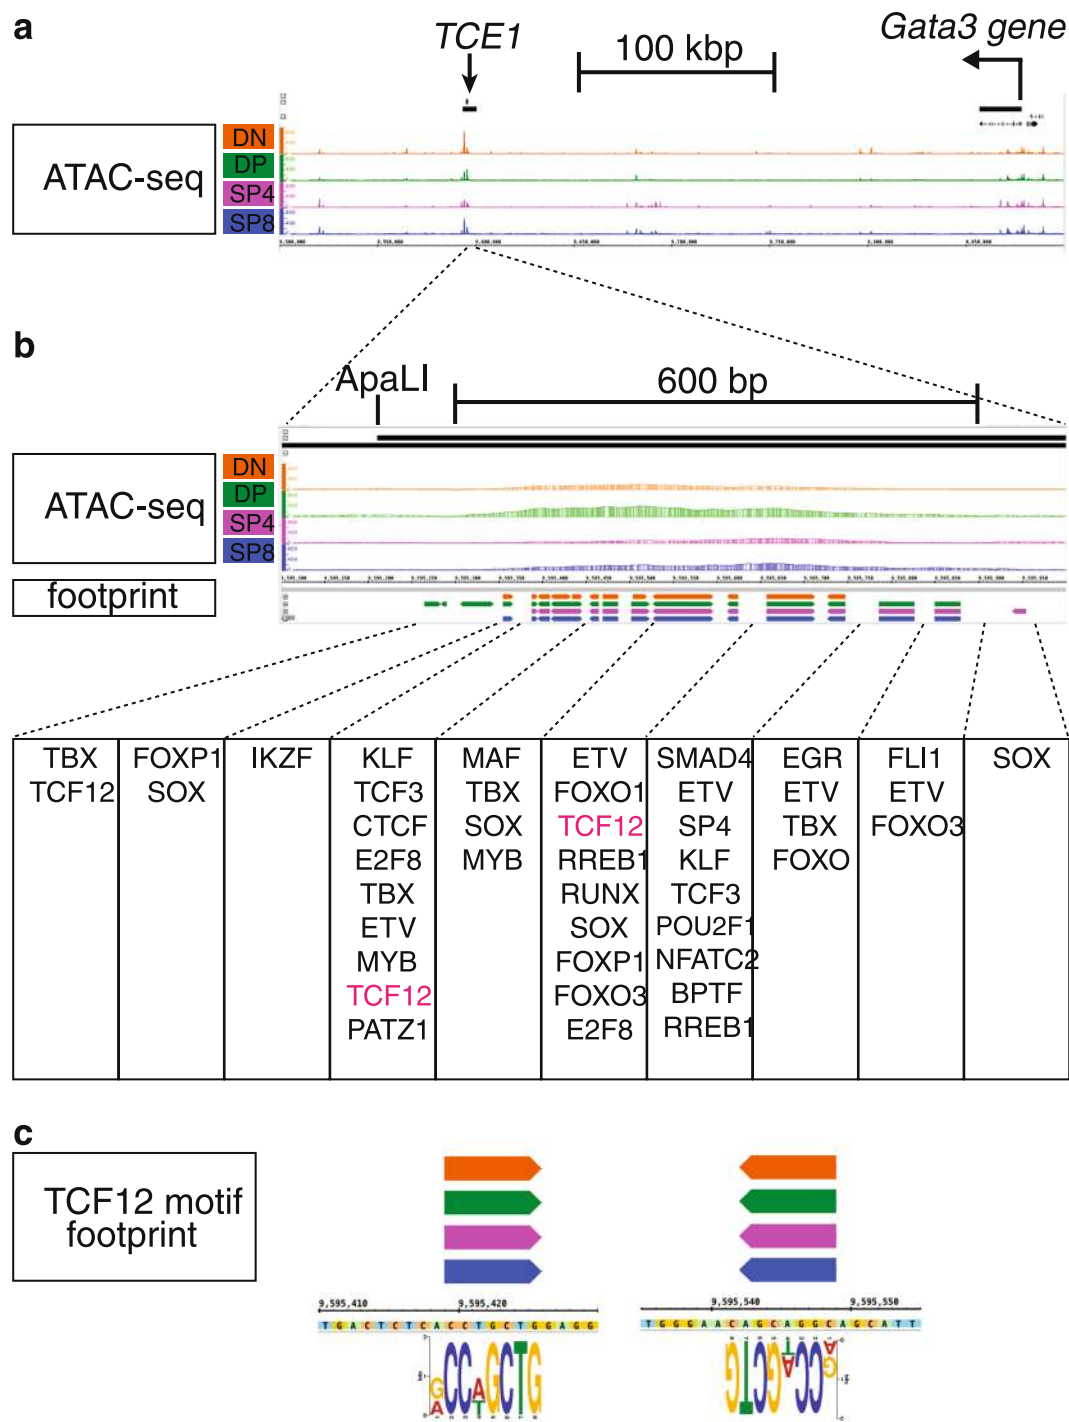 a
TCE1
100 kbp
Gata3 gene
ATAC-seq
DN
DP
SP4
SP8
b
ApaLI
600 bp
ATAC-seq
DN
DP
SP4
SP8
footprint
TBX
TCF12
FOXP1
SOX
IKZF
KLF
TCF3
CTCF
E2F8
TBX
ETV
MYB
TCF12
PATZ1
MAF
TBX
SOX
MYB
ETV
FOXO1
TCF12
RREB1
RUNX
SOX
FOXP1
FOXO3
E2F8
SMAD4
ETV
SP4
KLF
TCF3
POU2F1
NFATC2
BPTF
RREB1
EGR
ETV
TBX
FOXO
FLI1
ETV
FOXO3
SOX
c
TCF12 motif
footprint
9,595,410 9,595,420
TGACTCTCACCTGCTGGAGG
9,595,540 9,595,550
TGGGAACAGCAGGCAGCATT